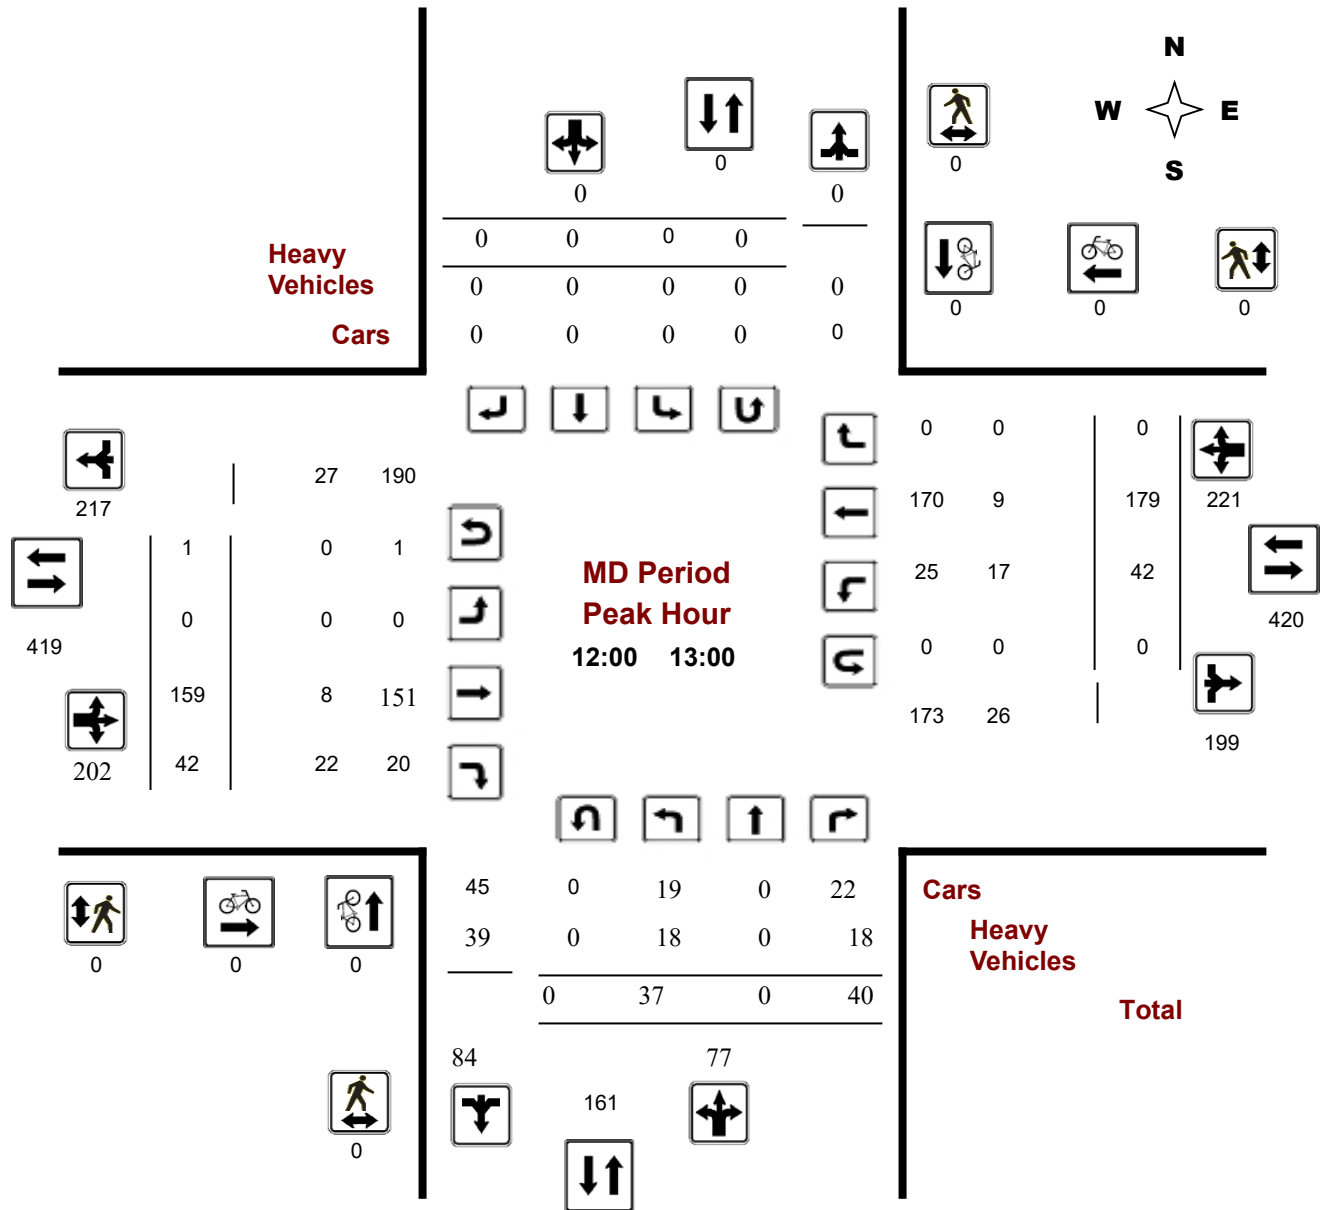 N
W E
S
0
0
0 0
0 0 0 0
0 0 0
Heavy
Vehicles
0 0 0 0 0
Cars
0 0 0 0 0
217
27 190
1 0 1
0 0 0
419
159 8 151
202
42 22 20
MD Period
Peak Hour
12:00 13:00
0 0 0
170 9 179 221
25 17 42
420
0 0 0
173 26
199
45 0 19 0 22
39 0 18 0 18
0 37 0 40
84 77
161
Cars
Heavy
Vehicles
Total
0 0 0
0